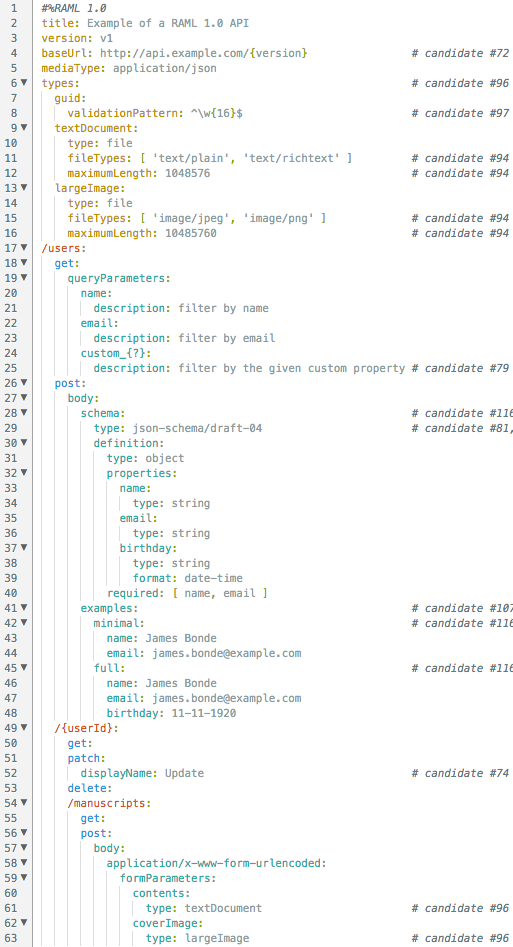 1 #%RAML 1.0
2 title: Example of a RAML 1.0 API
3 version: v1
4 baseUrl: http://api.example.com/{version} # candidate #72
5 mediaType: application/json
6 types: # candidate #96
7 guid:
8 validationPattern: ^\w{16}$ # candidate #97
9 textDocument:
10 type: file
11 fileTypes: [ 'text/plain', 'text/richtext' ] # candidate #94
12 maximumLength: 1048576 # candidate #94
13 largeImage:
14 type: file
15 fileTypes: [ 'image/jpeg', 'image/png' ] # candidate #94
16 maximumLength: 10485760 # candidate #94
17 /users:
18 get:
19 queryParameters:
20 name:
21 description: filter by name
22 email:
23 description: filter by email
24 custom_{?}:
25 description: filter by the given custom property # candidate #79
26 post:
27 body:
28 schema: # candidate #116
29 type: json-schema/draft-04 # candidate #81,
30 definition:
31 type: object
32 properties:
33 name:
34 type: string
35 email:
36 type: string
37 birthday:
38 type: string
39 format: date-time
40 required: [ name, email ]
41 examples: # candidate #107
42 minimal: # candidate #116
43 name: James Bonde
44 email: james.bonde@example.com
45 full: # candidate #116
46 name: James Bonde
47 email: james.bonde@example.com
48 birthday: 11-11-1920
49 /{userId}:
50 get:
51 patch:
52 displayName: Update # candidate #74
53 delete:
54 /manuscripts:
55 get:
56 post:
57 body:
58 application/x-www-form-urlencoded:
59 formParameters:
60 contents:
61 type: textDocument # candidate #96
62 coverImage:
63 type: largeImage # candidate #96